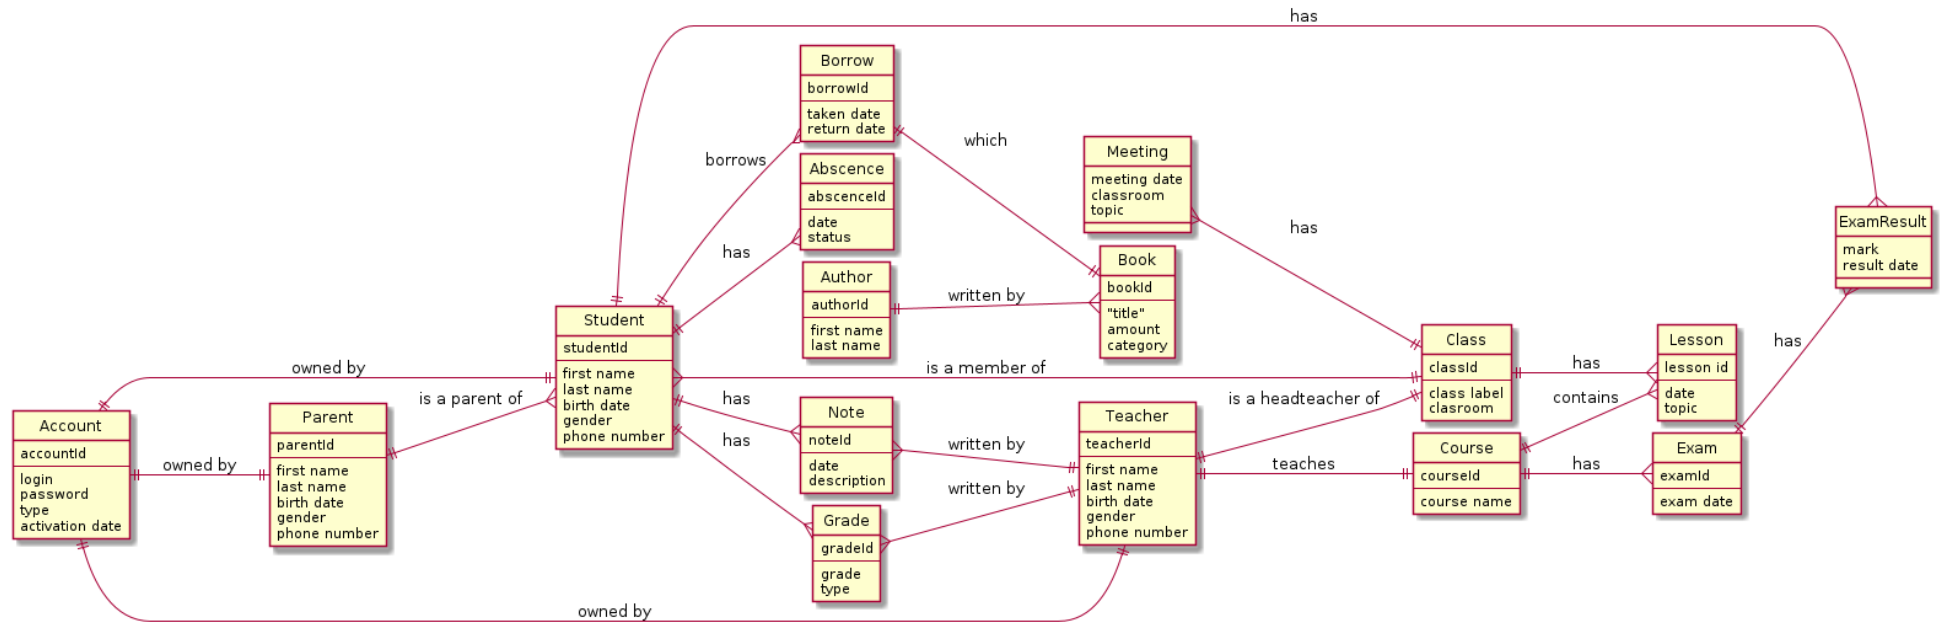 has
Borrow
borrowId
taken date
return date
borrows
which
Abscence
abscenceId
date
status
has
Meeting
meeting date
classroom
topic
has
Author
authorId
first name
last name
written by
Book
bookId
"title"
amount
category
ExamResult
mark
result date
has
Student
studentId
first name
last name
birth date
gender
phone number
owned by
is a parent of
is a member of
Class
classId
class label
clasroom
has
Lesson
lesson id
date
topic
contains
Account
accountId
login
password
type
activation date
owned by
Parent
parentId
first name
last name
birth date
gender
phone number
has
has
Note
noteId
date
description
written by
written by
Grade
gradeId
grade
type
Teacher
teacherId
first name
last name
birth date
gender
phone number
is a headteacher of
teaches
Course
courseId
course name
has
Exam
examId
exam date
owned by